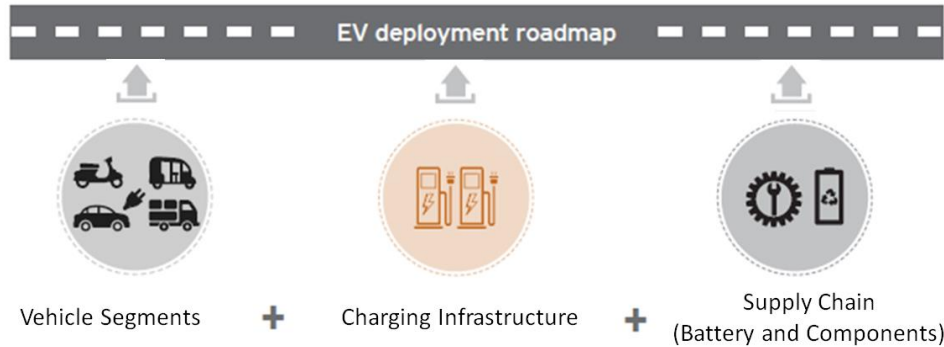 EV deployment roadmap
Vehicle Segments + Charging Infrastructure + Supply Chain
(Battery and Components)